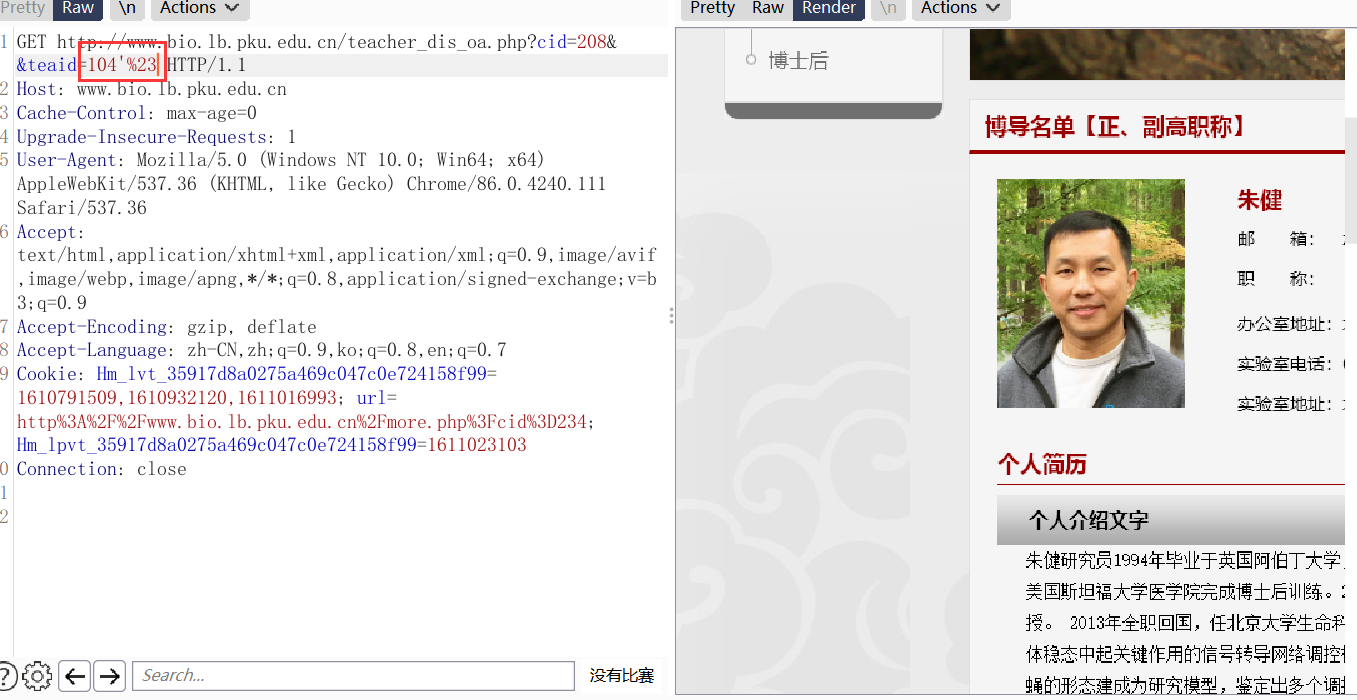 Pretty Raw \n Actions
1 GET http://www.bio.lb.pku.edu.cn/teacher_dis_oa.php?cid=208&
&teaid=104'%23 HTTP/1.1
2 Host: www.bio.lb.pku.edu.cn
3 Cache-Control: max-age=0
4 Upgrade-Insecure-Requests: 1
5 User-Agent: Mozilla/5.0 (Windows NT 10.0; Win64; x64)
AppleWebKit/537.36 (KHTML, like Gecko) Chrome/86.0.4240.111
Safari/537.36
6 Accept:
text/html,application/xhtml+xml,application/xml;q=0.9,image/avif
,image/webp,image/apng,*/*;q=0.8,application/signed-exchange;v=b
3;q=0.9
7 Accept-Encoding: gzip, deflate
8 Accept-Language: zh-CN,zh;q=0.9,ko;q=0.8,en;q=0.7
9 Cookie: Hm_lvt_35917d8a0275a469c047c0e724158f99=
1610791509,1610932120,1611016993; url=
http%3A%2F%2Fwww.bio.lb.pku.edu.cn%2Fmore.php%3Fcid%3D234;
Hm_lpvt_35917d8a0275a469c047c0e724158f99=1611023103
0 Connection: close
1
2
? Search... 没有比赛
Pretty Raw Render \n Actions
博士后
博导名单【正、副高职称】
朱健
邮 箱：
职 称：
办公室地址：
实验室电话：
实验室地址：
个人简历
个人介绍文字
朱健研究员1994年毕业于英国阿伯丁大学
美国斯坦福大学医学院完成博士后训练。2
授。 2013年全职回国，任北京大学生命科
体稳态中起关键作用的信号转导网络调控
蝇的形态建成为研究模型，鉴定出多个调